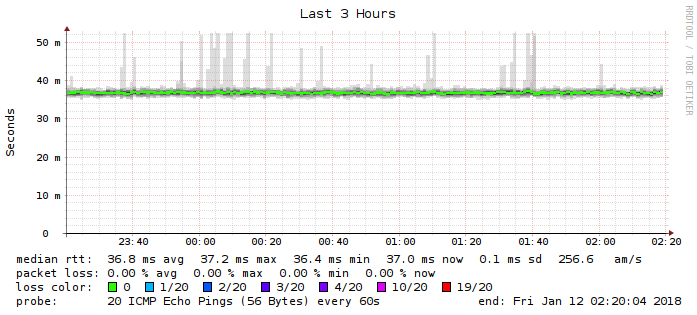 Last 3 Hours
RRDTOOL / TOBI OETIKER
Seconds
50 m
40 m
30 m
20 m
10 m
0
23:40 00:00 00:20 00:40 01:00 01:20 01:40 02:00 02:20
median rtt: 36.8 ms avg 37.2 ms max 36.4 ms min 37.0 ms now 0.1 ms sd 256.6 am/s
packet loss: 0.00 % avg 0.00 % max 0.00 % min 0.00 % now
loss color: 0 1/20 2/20 3/20 4/20 10/20 19/20
probe: 20 ICMP Echo Pings (56 Bytes) every 60s end: Fri Jan 12 02:20:04 2018